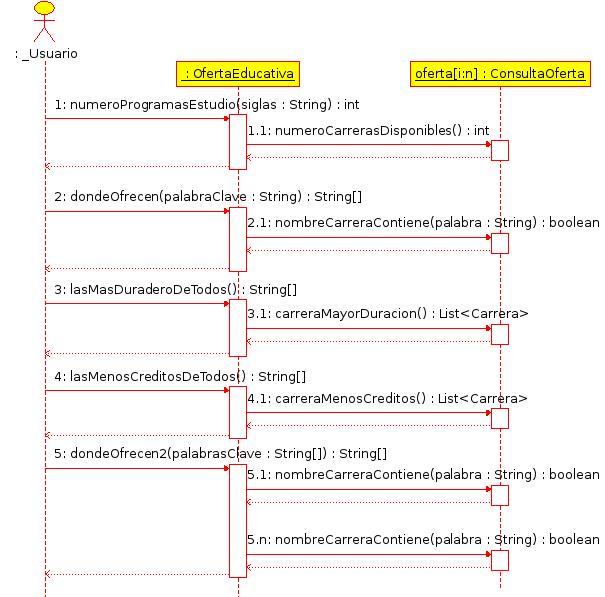 : _Usuario
: OfertaEducativa
oferta[i:n] : ConsultaOferta
1: numeroProgramasEstudio(siglas : String) : int
1.1: numeroCarrerasDisponibles() : int
2: dondeOfrecen(palabraClave : String) : String[]
2.1: nombreCarreraContiene(palabra : String) : boolean
3: lasMasDuraderoDeTodos() : String[]
3.1: carreraMayorDuracion() : List<Carrera>
4: lasMenosCreditosDeTodos() : String[]
4.1: carreraMenosCreditos() : List<Carrera>
5: dondeOfrecen2(palabrasClave : String[]) : String[]
5.1: nombreCarreraContiene(palabra : String) : boolean
5.n: nombreCarreraContiene(palabra : String) : boolean